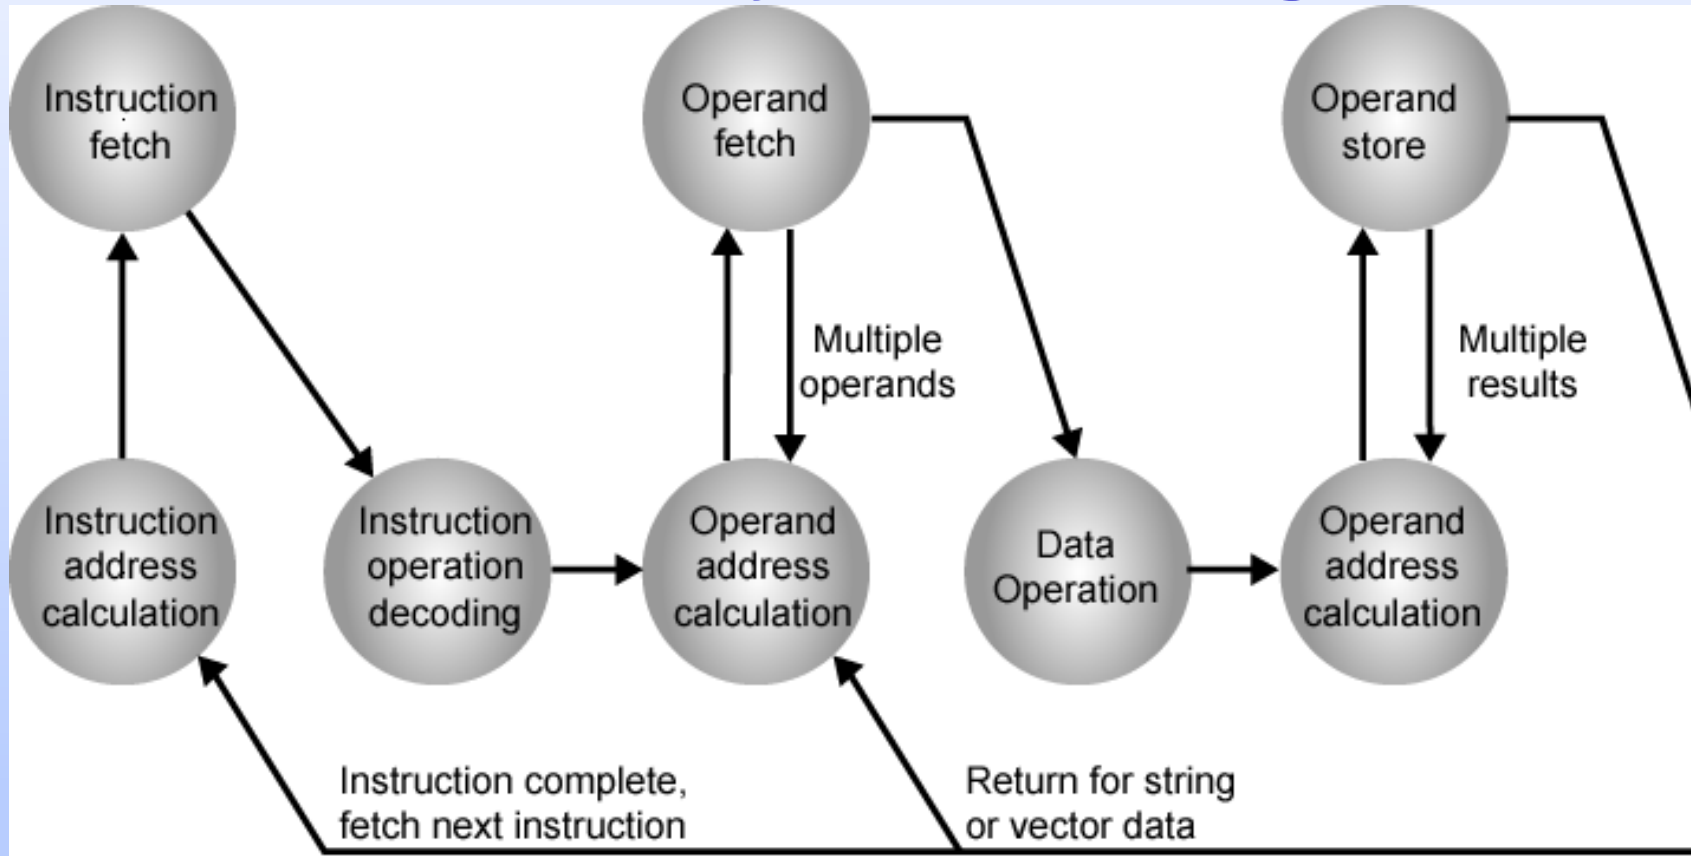 Instruction
fetch
Operand
fetch
Operand
store
Multiple
operands
Multiple
results
Instruction
address
calculation
Instruction
operation
decoding
Operand
address
calculation
Data
Operation
Operand
address
calculation
Instruction complete,
fetch next instruction
Return for string
or vector data